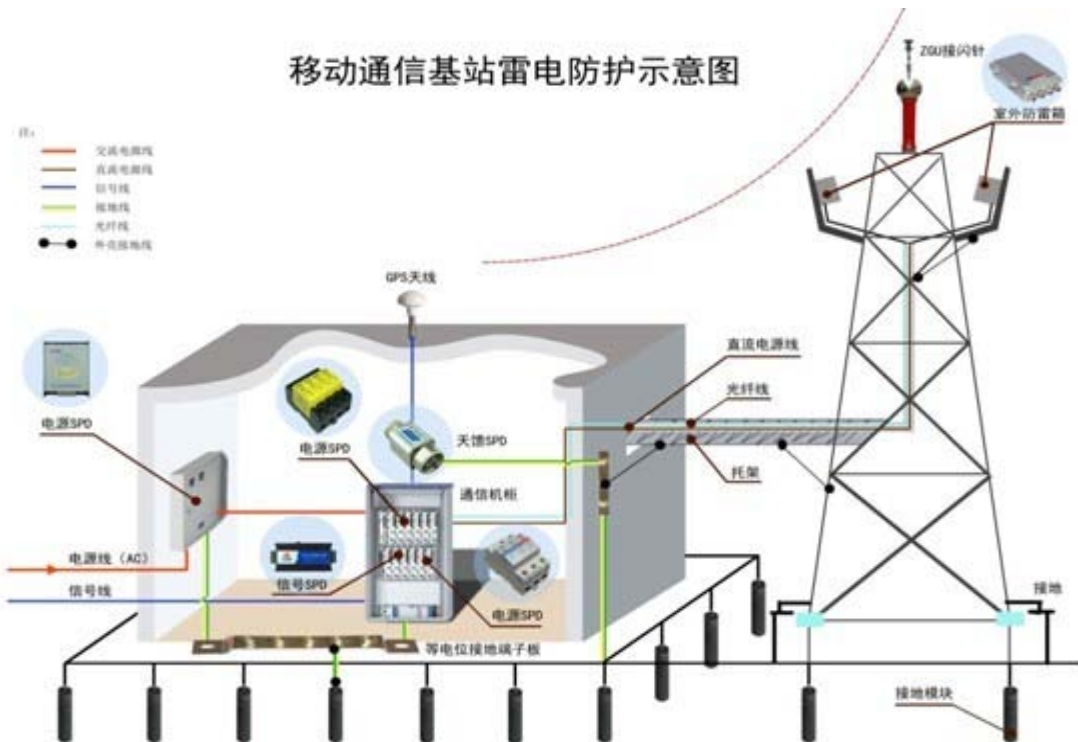 移动通信基站雷电防护示意图
ZGU接闪针
室外防雷箱
注:
交流电源线
直流电源线
信号线
接地线
光纤线
外壳接地线
GPS天线
电源SPD
直流电源线
光纤线
电源SPD
天馈SPD
托架
通信机柜
电源线（AC）
信号SPD
信号线
电源SPD
接地
等电位接地端子板
接地模块